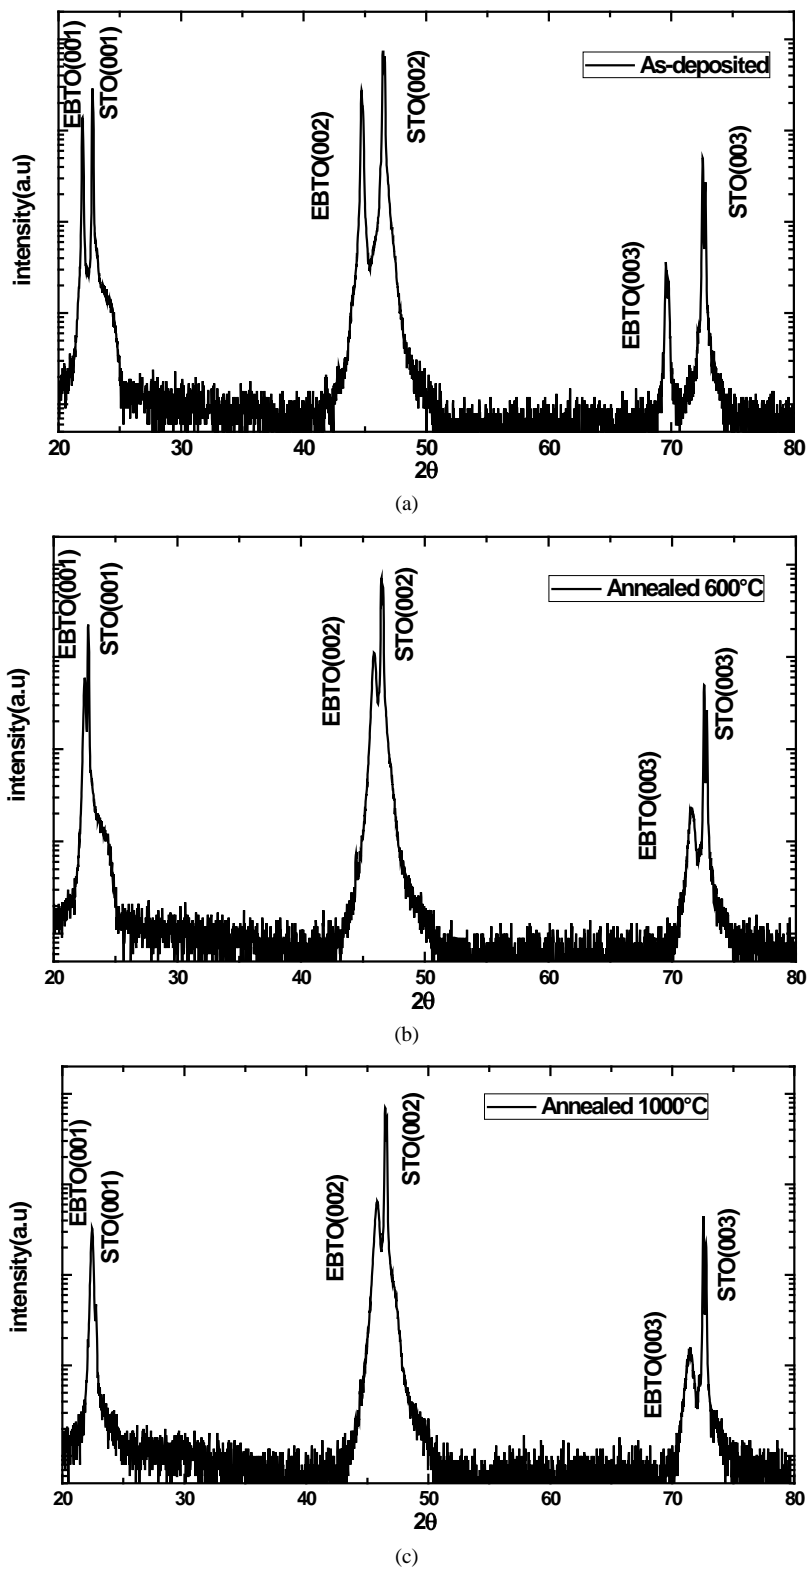 EBTO(001)
STO(001)
EBTO(002)
STO(002)
EBTO(003)
STO(003)
As-deposited
intensity(a.u)
20 30 40 50 60 70 80
2θ
(a)
EBTO(001)
STO(001)
EBTO(002)
STO(002)
EBTO(003)
STO(003)
Annealed 600°C
intensity(a.u)
20 30 40 50 60 70 80
2θ
(b)
EBTO(001)
STO(001)
EBTO(002)
STO(002)
EBTO(003)
STO(003)
Annealed 1000°C
intensity(a.u)
20 30 40 50 60 70 80
2θ
(c)